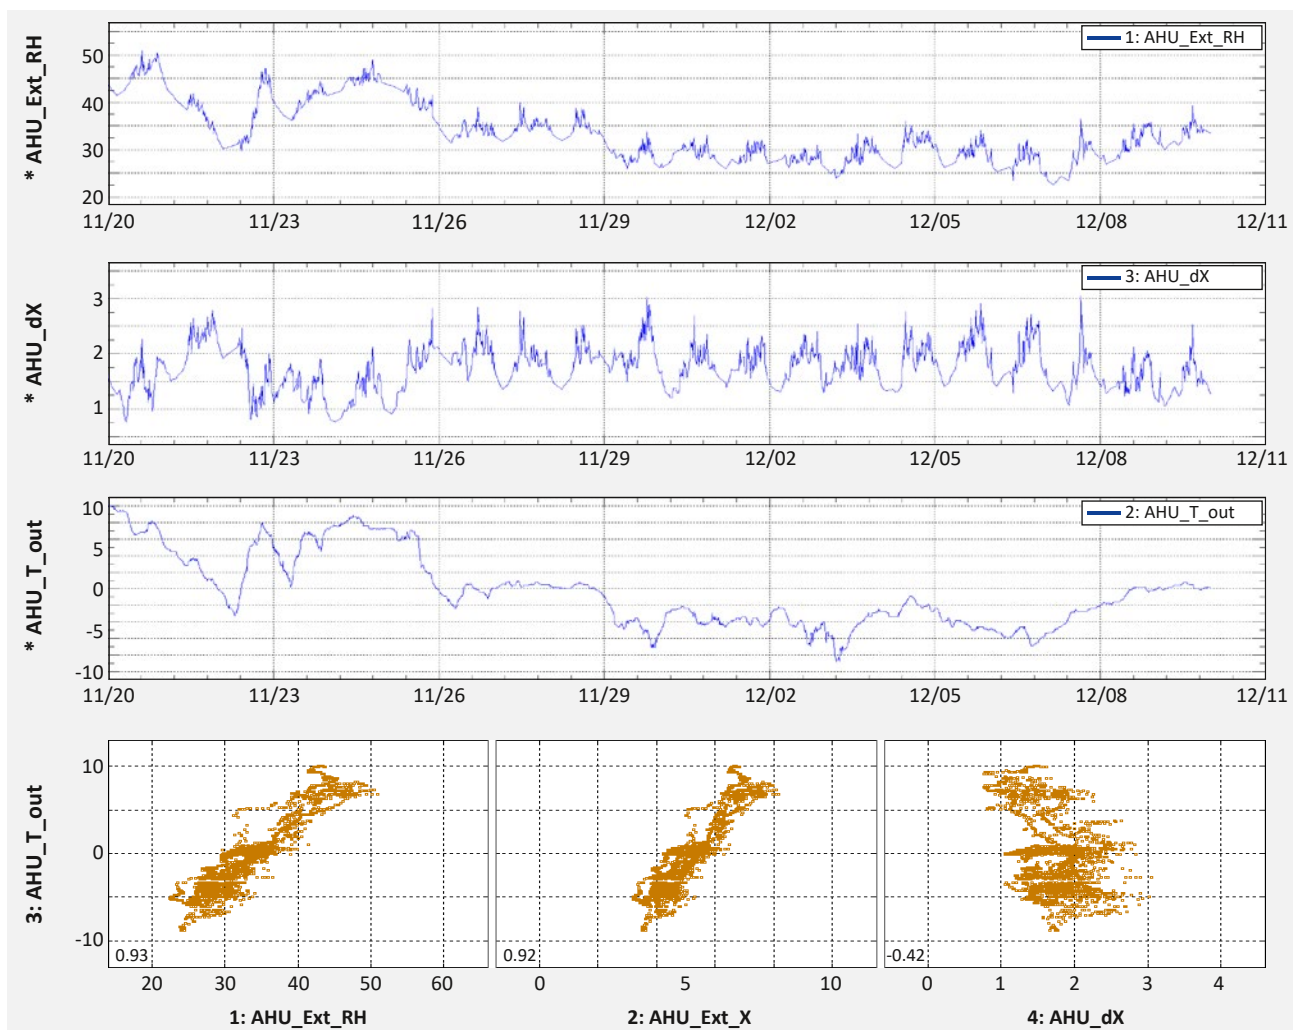 * AHU_Ext_RH
1: AHU_Ext_RH
50
40
30
20
11/20 11/23 11/26 11/29 12/02 12/05 12/08 12/11
* AHU_dX
3: AHU_dX
3
2
1
11/20 11/23 11/26 11/29 12/02 12/05 12/08 12/11
* AHU_T_out
2: AHU_T_out
10
5
0
-5
-10
11/20 11/23 11/26 11/29 12/02 12/05 12/08 12/11
3: AHU_T_out
10
0
-10
0.93 0.92 -0.42
20 30 40 50 60 0 5 10 0 1 2 3 4
1: AHU_Ext_RH 2: AHU_Ext_X 4: AHU_dX